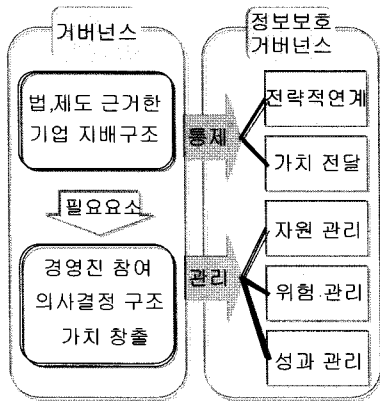 거버넌스
법,제도 근거한
기업 지배구조
필요요소
경영진 참여
의사결정 구조
가치 창출
통제
관리
정보보호
거버넌스
전략적연계
가치 전달
자원 관리
위험 관리
성과 관리